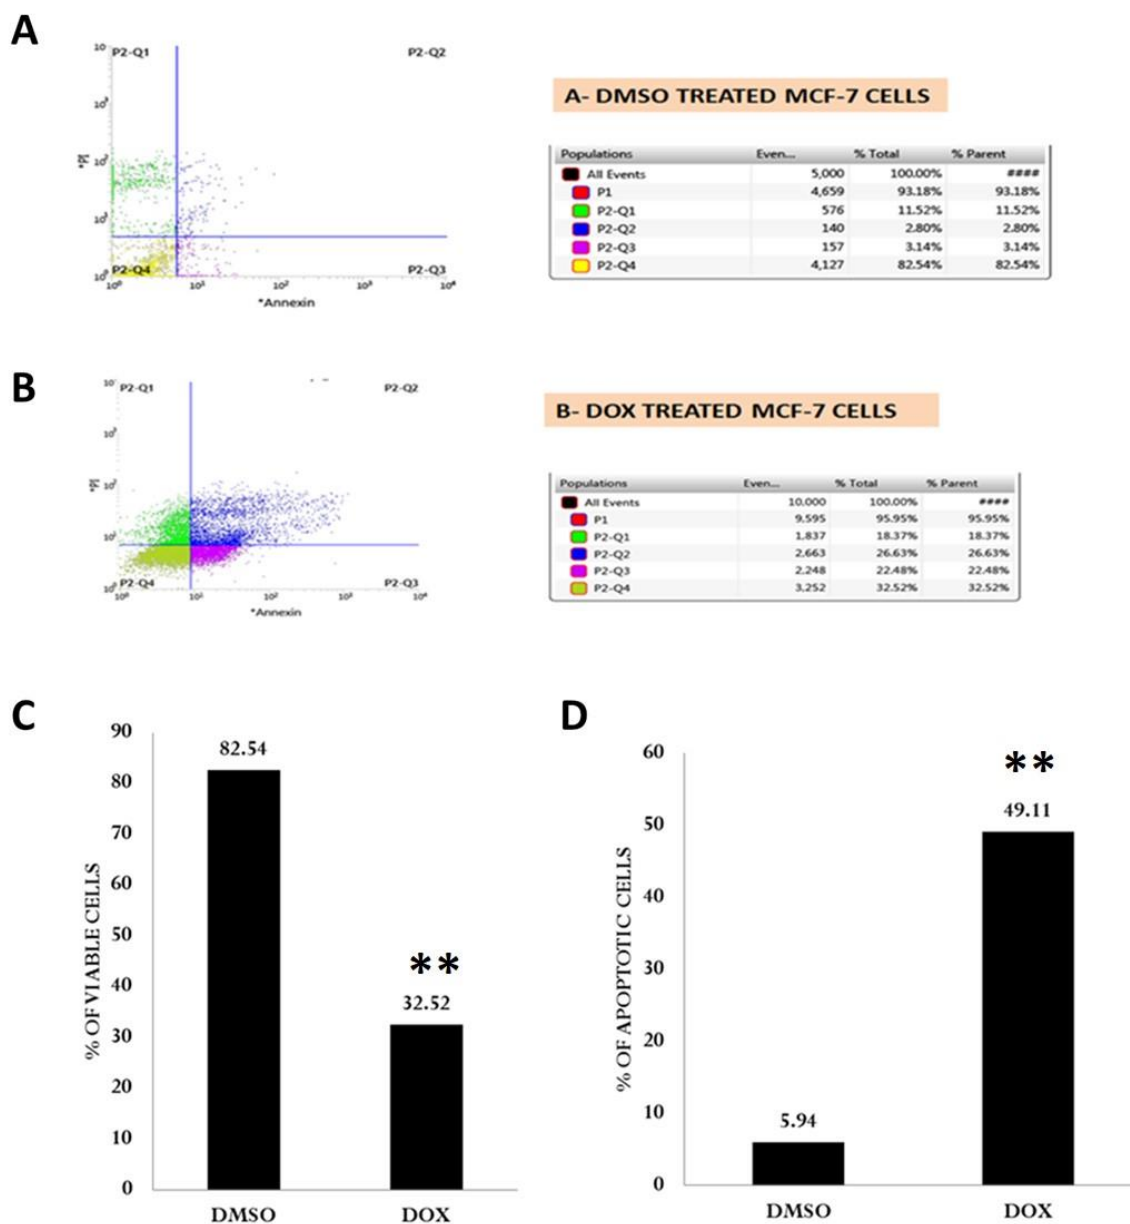 A
P2-Q1
P2-Q2
P2-Q4
P2-Q3
*PI
*Annexin
A- DMSO TREATED MCF-7 CELLS
Populations Even... % Total % Parent
All Events 5,000 100.00% ####
P1 4,659 93.18% 93.18%
P2-Q1 576 11.52% 11.52%
P2-Q2 140 2.80% 2.80%
P2-Q3 157 3.14% 3.14%
P2-Q4 4,127 82.54% 82.54%
B
P2-Q1
P2-Q2
P2-Q4
P2-Q3
*PI
*Annexin
B- DOX TREATED MCF-7 CELLS
Populations Even... % Total % Parent
All Events 10,000 100.00% ####
P1 9,595 95.95% 95.95%
P2-Q1 1,837 18.37% 18.37%
P2-Q2 2,663 26.63% 26.63%
P2-Q3 2,248 22.48% 22.48%
P2-Q4 3,252 32.52% 32.52%
C
% OF VIABLE CELLS
90
80
70
60
50
40
30
20
10
0
82.54
**
32.52
DMSO DOX
D
% OF APOPTOTIC CELLS
60
50
40
30
20
10
0
**
49.11
5.94
DMSO DOX